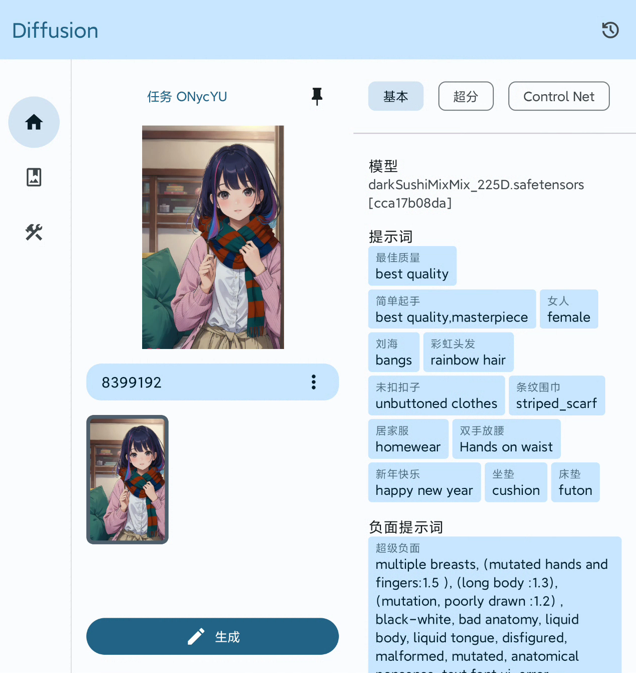 Diffusion
任务 ONycYU
8399192
生成
基本
超分
Control Net
模型
darkSushiMixMix_225D.safetensors
[cca17b08da]
提示词
最佳质量
best quality
简单起手
best quality,masterpiece
女人
female
刘海
bangs
彩虹头发
rainbow hair
未扣扣子
unbuttoned clothes
条纹围巾
striped_scarf
居家服
homewear
双手放腰
Hands on waist
新年快乐
happy new year
坐垫
cushion
床垫
futon
负面提示词
超级负面
multiple breasts, (mutated hands and
fingers:1.5 ), (long body :1.3),
(mutation, poorly drawn :1.2) ,
black-white, bad anatomy, liquid
body, liquid tongue, disfigured,
malformed, mutated, anatomical